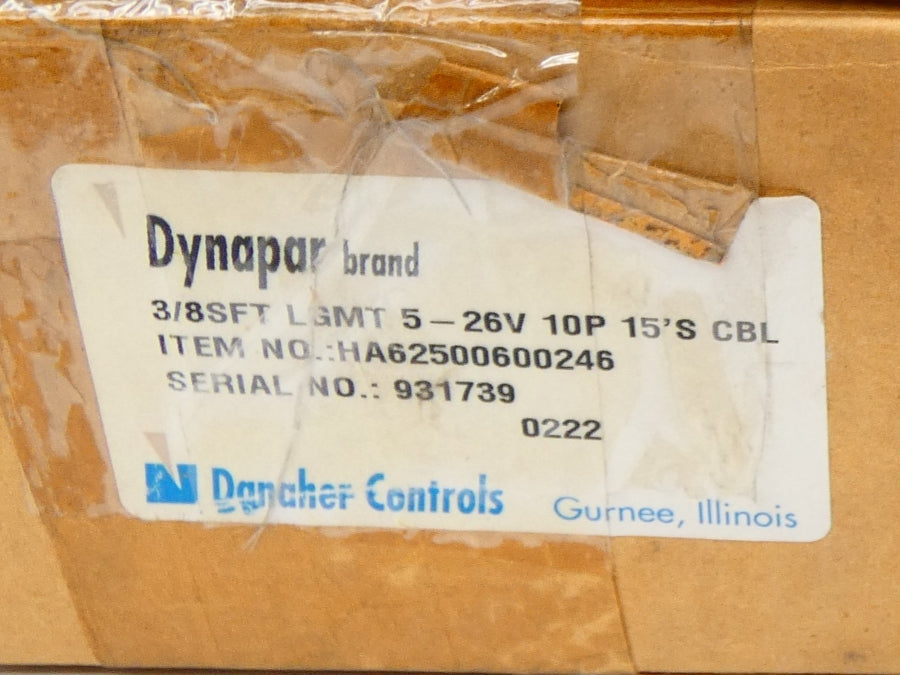 Dynapar brand
3/8SFT LGMT 5-26V 10P 15'S CBL
ITEM NO.:HA62500600246
SERIAL NO.: 931739
0222
Danaher Controls Gurnee, Illinois